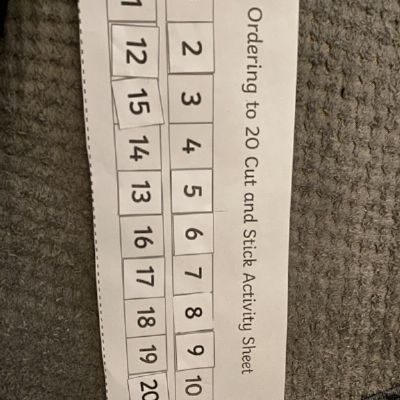 Ordering to 20 Cut and Stick Activity Sheet
2 3 4 5 6 7 8 9 10
1 12 15 14 13 16 17 18 19 20